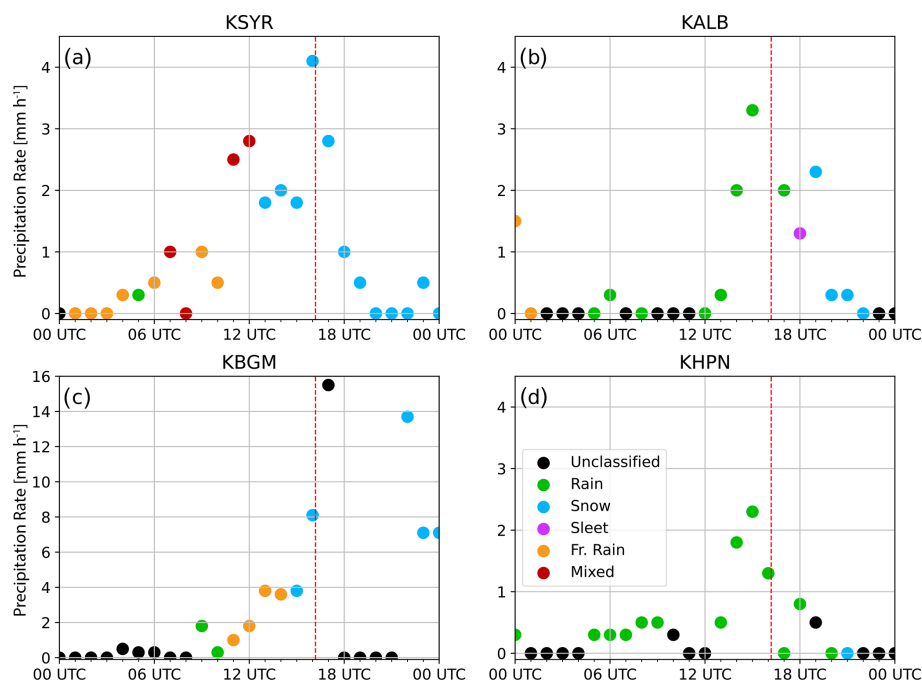 KSYR
KALB
(a)
(b)
Precipitation Rate [mm h⁻¹]
4
3
2
1
0
00 UTC 06 UTC 12 UTC 18 UTC 00 UTC
4
3
2
1
0
00 UTC 06 UTC 12 UTC 18 UTC 00 UTC
KBGM
KHPN
(c)
(d)
Precipitation Rate [mm h⁻¹]
16
14
12
10
8
6
4
2
0
00 UTC 06 UTC 12 UTC 18 UTC 00 UTC
4
3
2
1
0
00 UTC 06 UTC 12 UTC 18 UTC 00 UTC
Unclassified
Rain
Snow
Sleet
Fr. Rain
Mixed